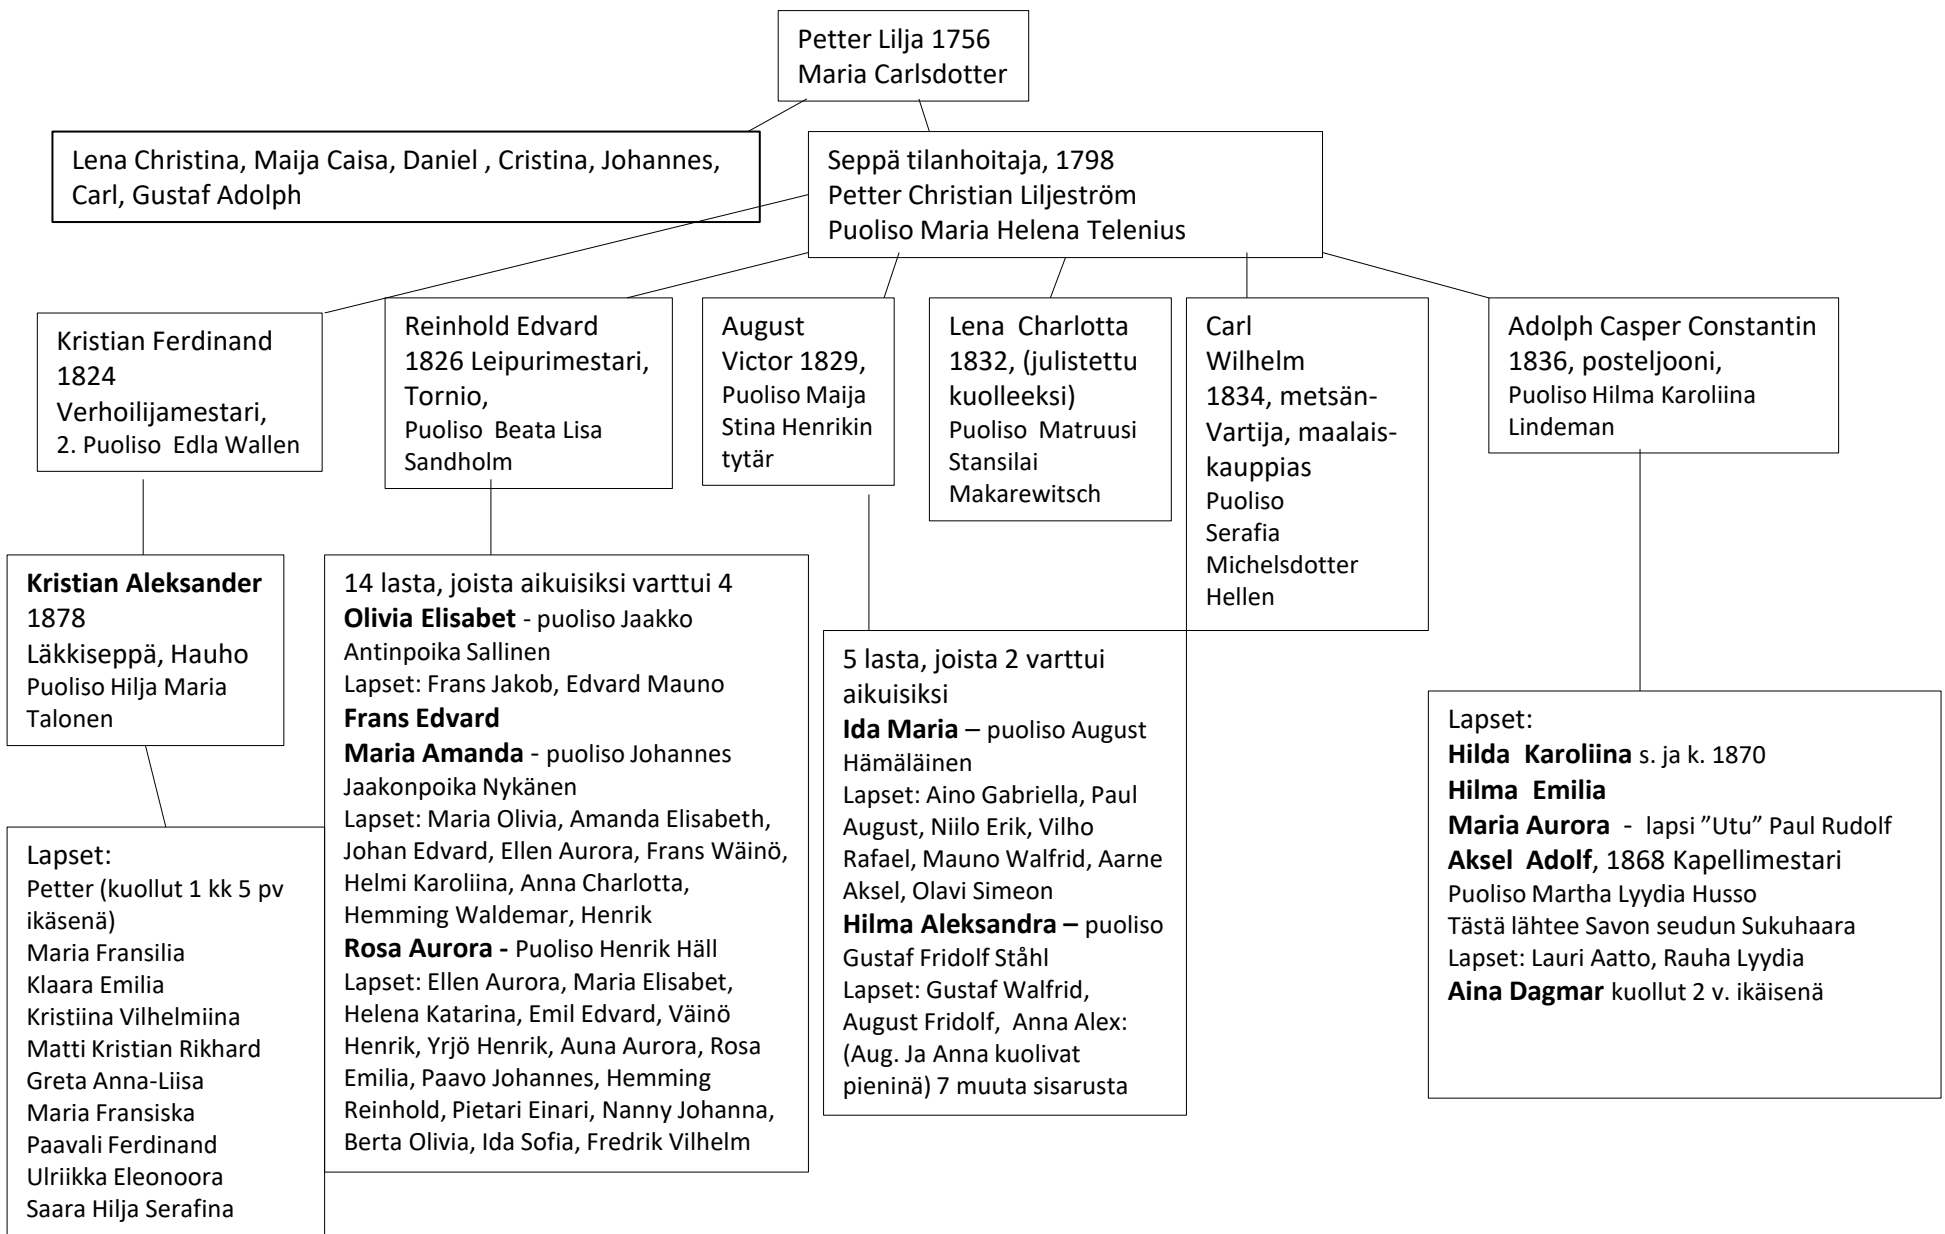 Petter Lilja 1756
Maria Carlsdotter
Lena Christina, Maija Caisa, Daniel , Cristina, Johannes,
Carl, Gustaf Adolph
Seppä tilanhoitaja, 1798
Petter Christian Liljeström
Puoliso Maria Helena Telenius
Kristian Ferdinand
1824
Verhoilijamestari,
2. Puoliso Edla Wallen
Reinhold Edvard
1826 Leipurimestari,
Tornio,
Puoliso Beata Lisa
Sandholm
August
Victor 1829,
Puoliso Maija
Stina Henrikin
tytär
Lena Charlotta
1832, (julistettu
kuolleeksi)
Puoliso Matruusi
Stansilai
Makarewitsch
Carl
Wilhelm
1834, metsän-
Vartija, maalais-
kauppias
Puoliso
Serafia
Michelsdotter
Hellen
Adolph Casper Constantin
1836, posteljooni,
Puoliso Hilma Karoliina
Lindeman
Kristian Aleksander
1878
Läkkiseppä, Hauho
Puoliso Hilja Maria
Talonen
14 lasta, joista aikuisiksi varttui 4
Olivia Elisabet - puoliso Jaakko
Antinpoika Sallinen
Lapset: Frans Jakob, Edvard Mauno
Frans Edvard
Maria Amanda - puoliso Johannes
Jaakonpoika Nykänen
Lapset: Maria Olivia, Amanda Elisabeth,
Johan Edvard, Ellen Aurora, Frans Wäinö,
Helmi Karoliina, Anna Charlotta,
Hemming Waldemar, Henrik
Rosa Aurora - Puoliso Henrik Häll
Lapset: Ellen Aurora, Maria Elisabet,
Helena Katarina, Emil Edvard, Väinö
Henrik, Yrjö Henrik, Auna Aurora, Rosa
Emilia, Paavo Johannes, Hemming
Reinhold, Pietari Einari, Nanny Johanna,
Berta Olivia, Ida Sofia, Fredrik Vilhelm
5 lasta, joista 2 varttui
aikuisiksi
Ida Maria – puoliso August
Hämäläinen
Lapset: Aino Gabriella, Paul
August, Niilo Erik, Vilho
Rafael, Mauno Walfrid, Aarne
Aksel, Olavi Simeon
Hilma Aleksandra – puoliso
Gustaf Fridolf Ståhl
Lapset: Gustaf Walfrid,
August Fridolf, Anna Alex:
(Aug. Ja Anna kuolivat
pieninä) 7 muuta sisarusta
Lapset:
Hilda Karoliina s. ja k. 1870
Hilma Emilia
Maria Aurora - lapsi ”Utu” Paul Rudolf
Aksel Adolf, 1868 Kapellimestari
Puoliso Martha Lyydia Husso
Tästä lähtee Savon seudun Sukuhaara
Lapset: Lauri Aatto, Rauha Lyydia
Aina Dagmar kuollut 2 v. ikäisenä
Lapset:
Petter (kuollut 1 kk 5 pv
ikäsenä)
Maria Fransilia
Klaara Emilia
Kristiina Vilhelmiina
Matti Kristian Rikhard
Greta Anna-Liisa
Maria Fransiska
Paavali Ferdinand
Ulriikka Eleonoora
Saara Hilja Serafina